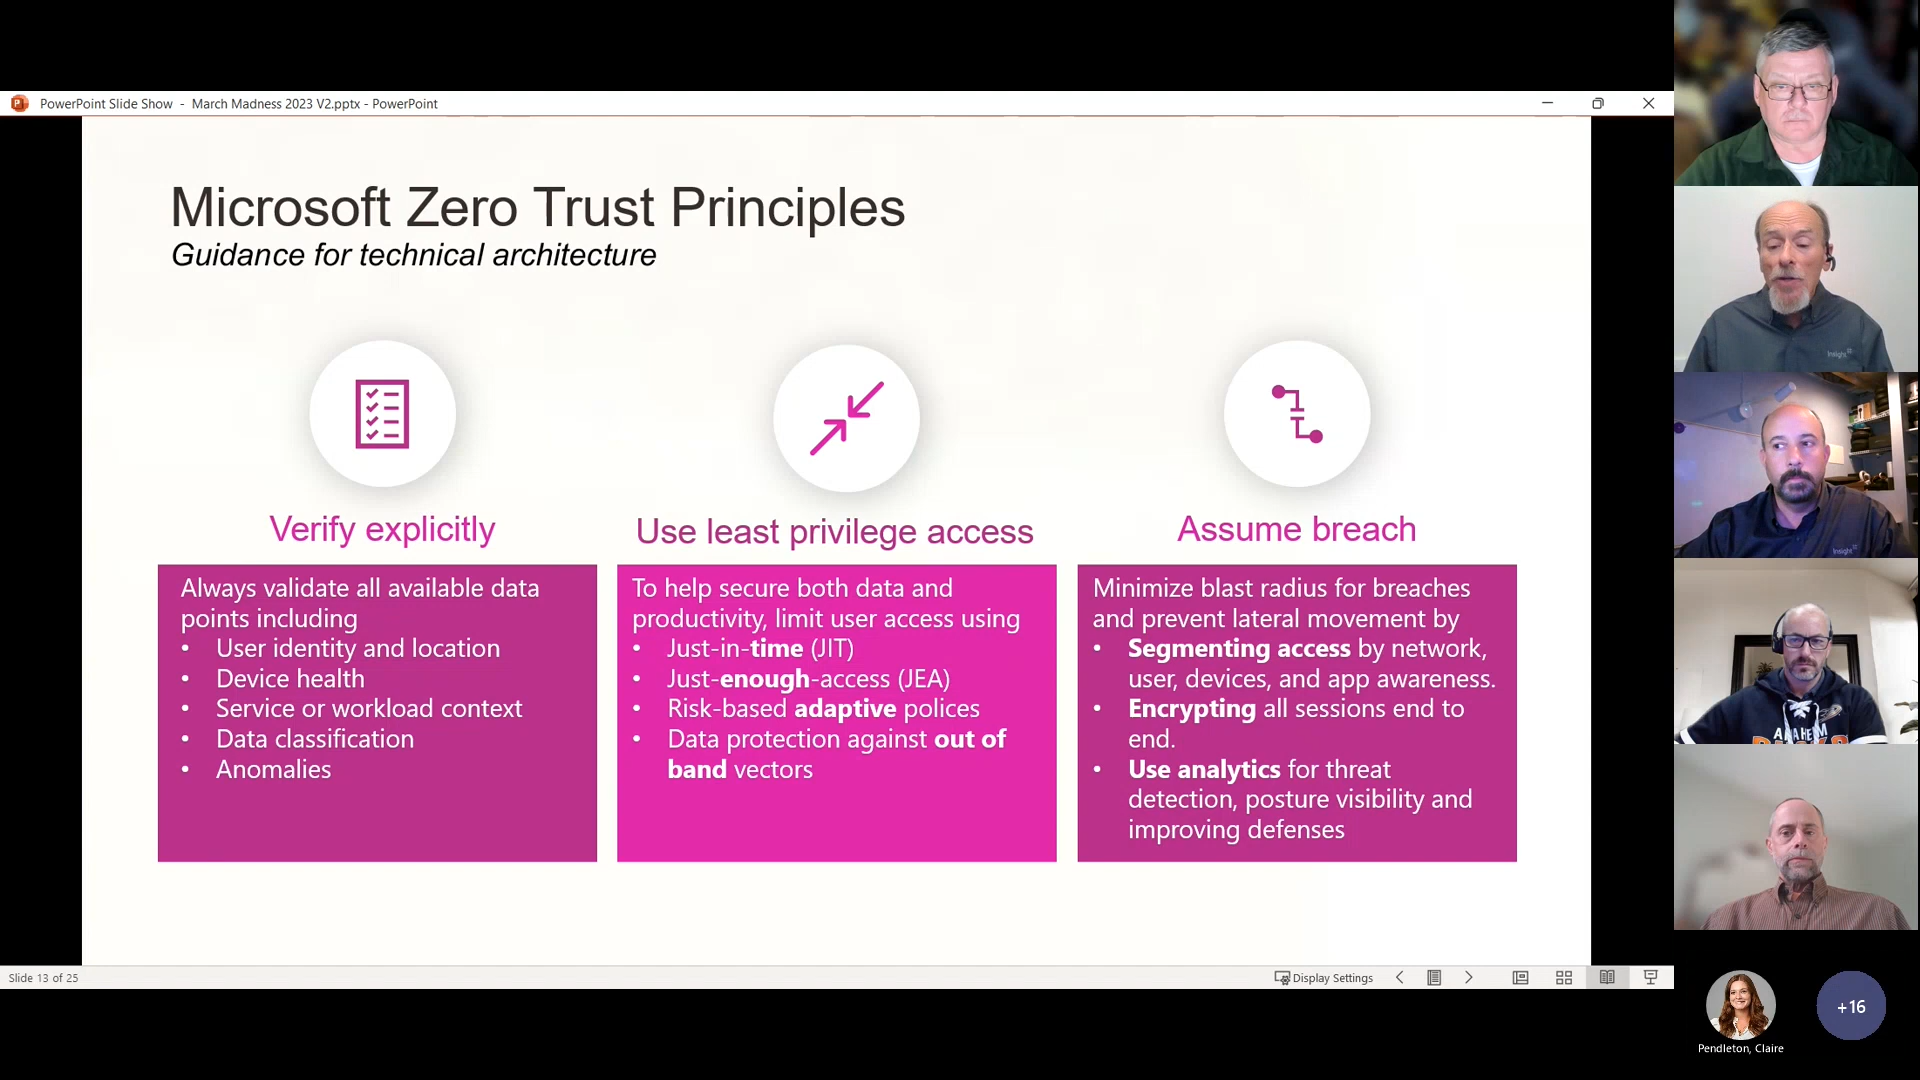 PowerPoint Slide Show - March Madness 2023 V2.pptx - PowerPoint
Microsoft Zero Trust Principles
Guidance for technical architecture
Verify explicitly
Always validate all available data
points including
• User identity and location
• Device health
• Service or workload context
• Data classification
• Anomalies
Use least privilege access
To help secure both data and
productivity, limit user access using
• Just-in-time (JIT)
• Just-enough-access (JEA)
• Risk-based adaptive polices
• Data protection against out of
band vectors
Assume breach
Minimize blast radius for breaches
and prevent lateral movement by
• Segmenting access by network,
user, devices, and app awareness.
• Encrypting all sessions end to
end.
• Use analytics for threat
detection, posture visibility and
improving defenses
Slide 13 of 25
Display Settings
Insight
Insight
ANAHEIM
Pendleton, Claire
+16